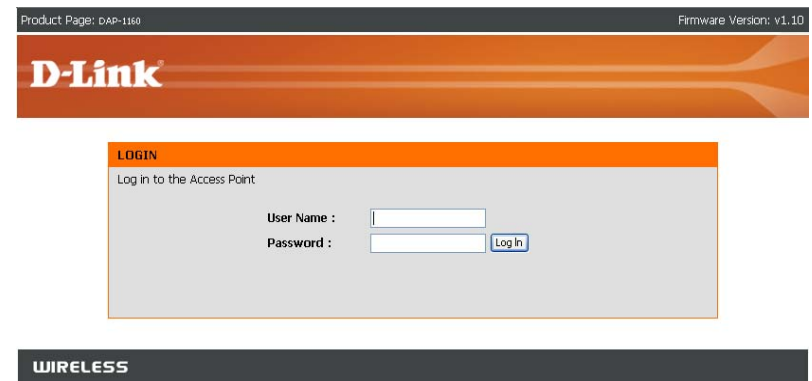 Product Page: DAP-1160 Firmware Version: v1.10
D-Link®
LOGIN
Log in to the Access Point
User Name :
Password : Log In
WIRELESS